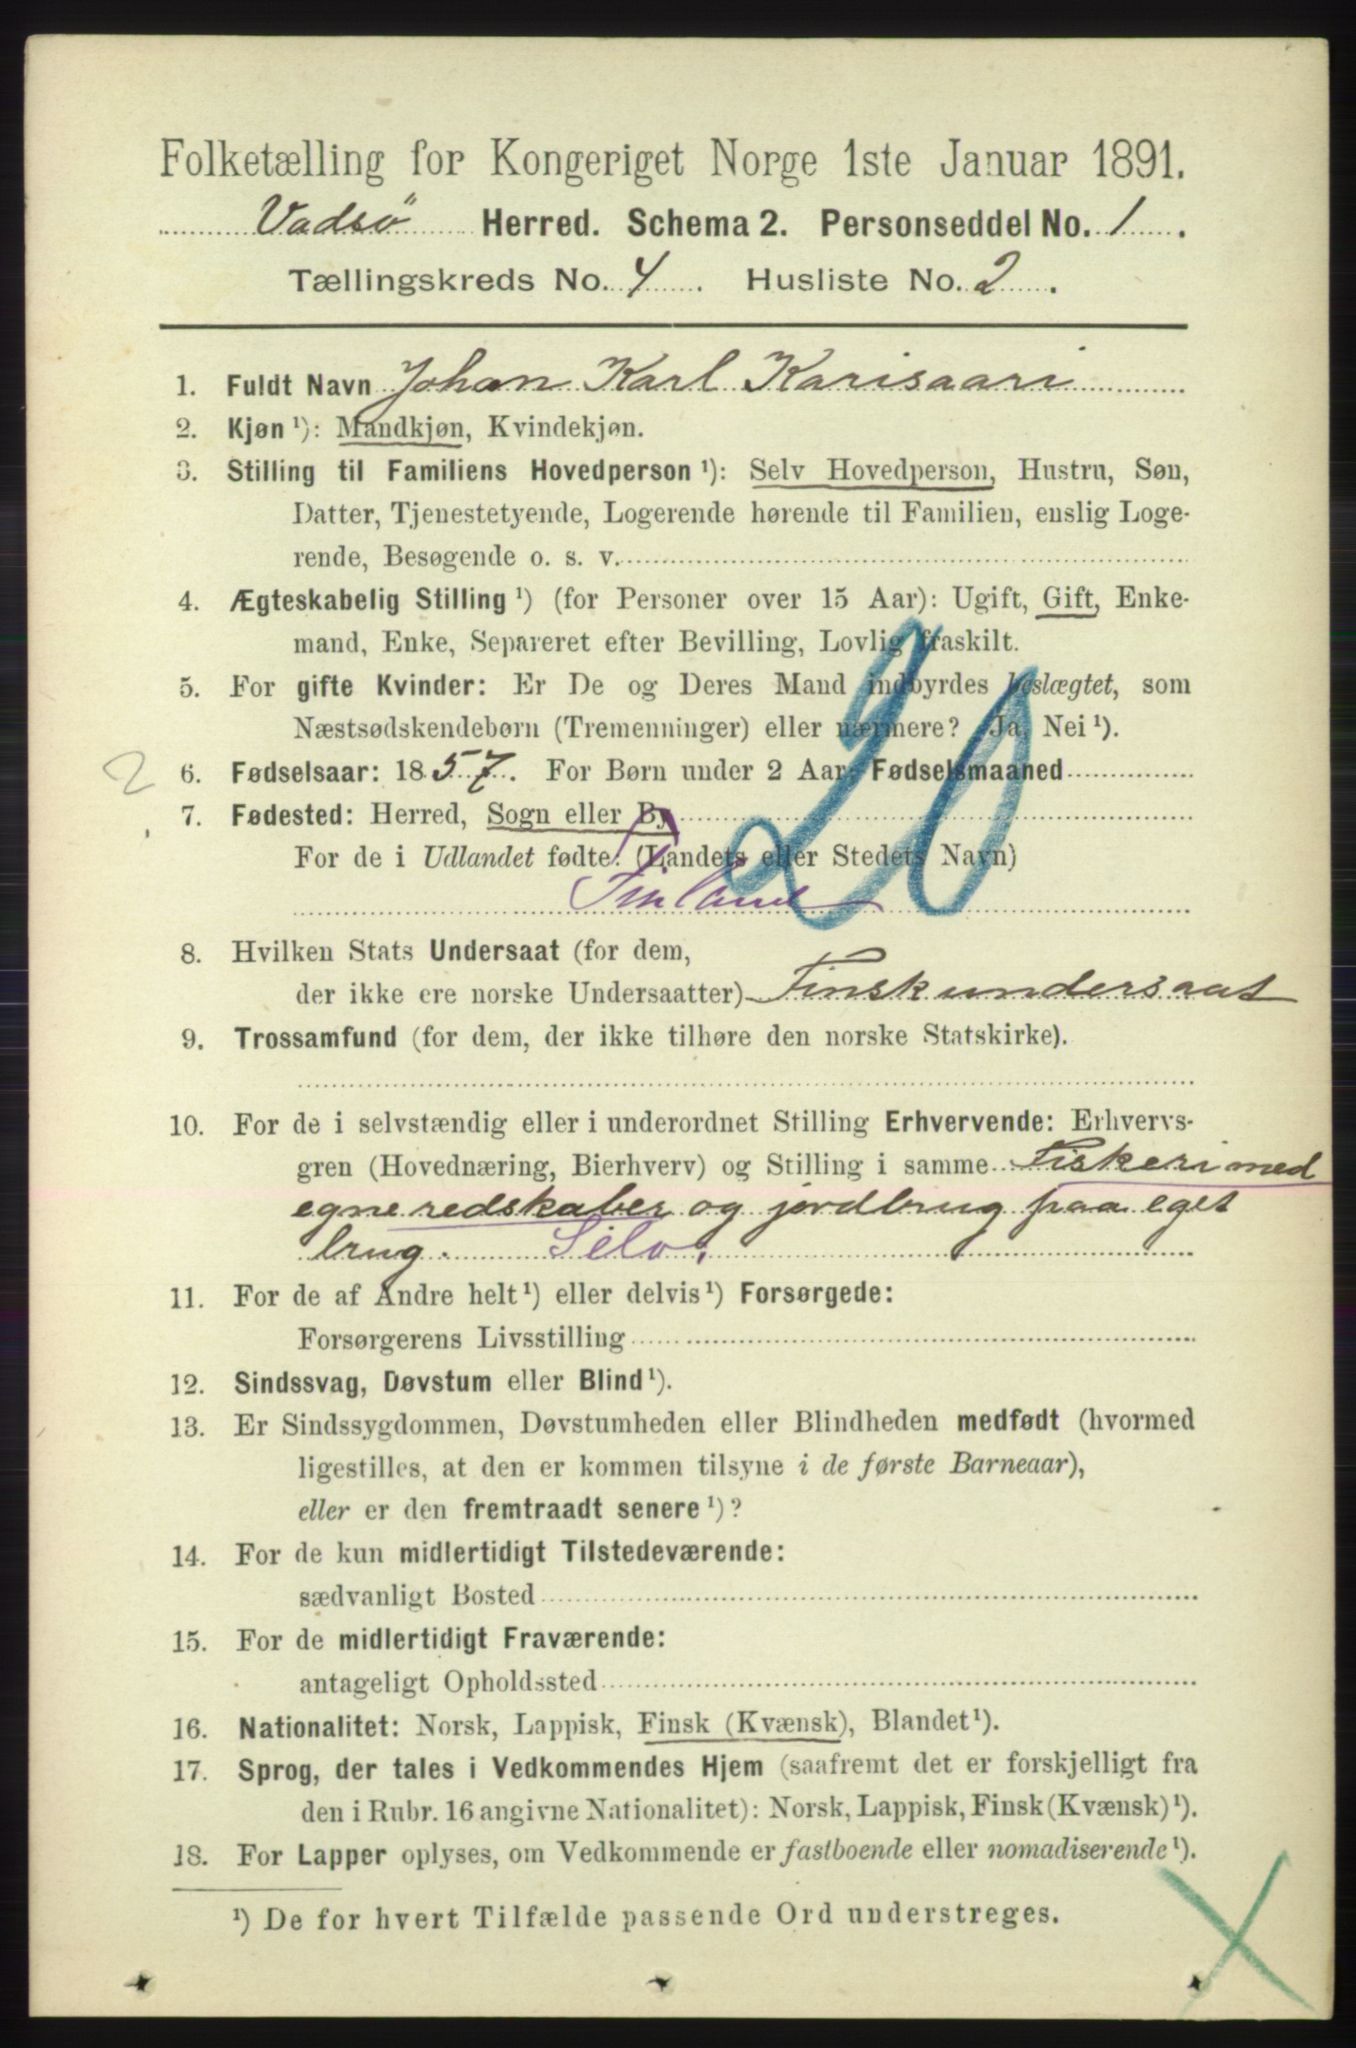 Folketælling for Kongeriget Norge 1ste Januar 1891.
Vadsø Herred. Schema 2. Personseddel No. 1.
Tællingskreds No. 4. Husliste No. 2.
1. Fuldt Navn Johan Karl Karisaari
2. Kjøn ¹): Mandkjøn, Kvindekjøn.
3. Stilling til Familiens Hovedperson ¹): Selv Hovedperson, Hustru, Søn,
Datter, Tjenestetyende, Logerende hørende til Familien, enslig Loge-
rende, Besøgende o. s. v.
4. Ægteskabelig Stilling ¹) (for Personer over 15 Aar): Ugift, Gift, Enke-
mand, Enke, Separeret efter Bevilling, Lovlig fraskilt.
5. For gifte Kvinder: Er De og Deres Mand indbyrdes beslægtet, som
Næstsødskendebørn (Tremenninger) eller nærmere? Ja, Nei ¹).
20
2
6. Fødselsaar: 1857. For Børn under 2 Aar: Fødselsmaaned
7. Fødested: Herred, Sogn eller By
For de i Udlandet fødte: (Landets eller Stedets Navn)
Finland
8. Hvilken Stats Undersaat (for dem,
der ikke ere norske Undersaatter) Finsk undersaat
9. Trossamfund (for dem, der ikke tilhøre den norske Statskirke).
10. For de i selvstændig eller i underordnet Stilling Erhvervende: Erhvervs-
gren (Hovednæring, Bierhverv) og Stilling i samme Fiskeri med
egne redskaber og jordbrug paa eget
brug. Selv.
11. For de af Andre helt ¹) eller delvis ¹) Forsørgede:
Forsørgerens Livsstilling
12. Sindssvag, Døvstum eller Blind ¹).
13. Er Sindssygdommen, Døvstumheden eller Blindheden medfødt (hvormed
ligestilles, at den er kommen tilsyne i de første Barneaar),
eller er den fremtraadt senere ¹)?
14. For de kun midlertidigt Tilstedeværende:
sædvanligt Bosted
15. For de midlertidigt Fraværende:
antageligt Opholdssted
16. Nationalitet: Norsk, Lappisk, Finsk (Kvænsk), Blandet ¹).
17. Sprog, der tales i Vedkommendes Hjem (saafremt det er forskjelligt fra
den i Rubr. 16 angivne Nationalitet): Norsk, Lappisk, Finsk (Kvænsk) ¹).
18. For Lapper oplyses, om Vedkommende er fastboende eller nomadiserende ¹).
¹) De for hvert Tilfælde passende Ord understreges.